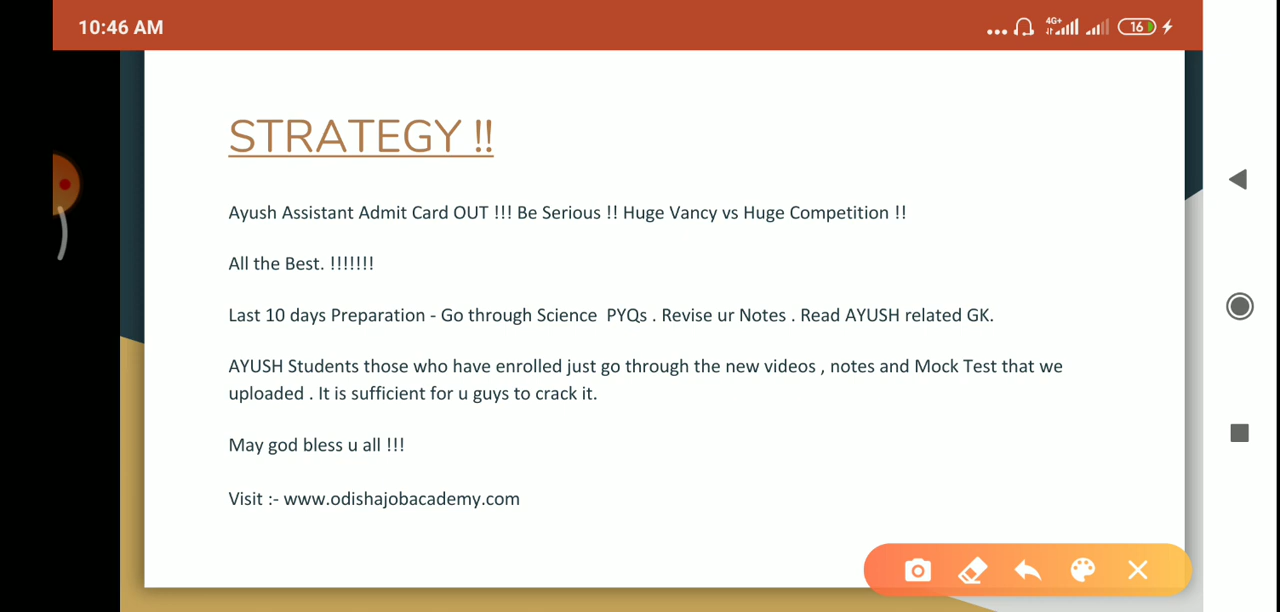 10:46 AM
4G+
16
STRATEGY !!
Ayush Assistant Admit Card OUT !!! Be Serious !! Huge Vancy vs Huge Competition !!
All the Best. !!!!!!!
Last 10 days Preparation - Go through Science PYQs . Revise ur Notes . Read AYUSH related GK.
AYUSH Students those who have enrolled just go through the new videos , notes and Mock Test that we
uploaded . It is sufficient for u guys to crack it.
May god bless u all !!!
Visit :- www.odishajobacademy.com